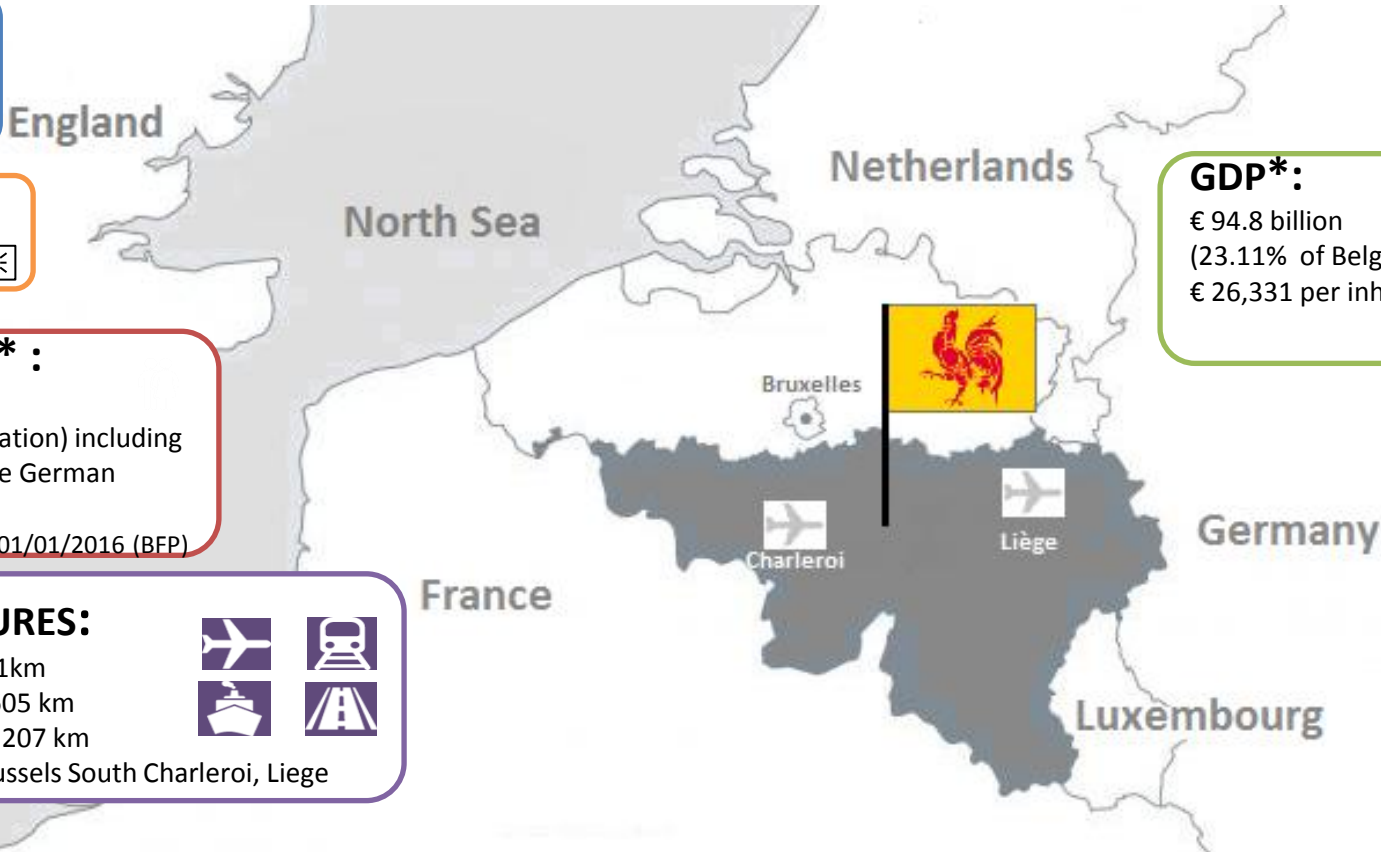 England
North Sea
Netherlands
GDP*:
€ 94.8 billion
(23.11% of Belg
€ 26,331 per inh
* :
ation) including
e German
01/01/2016 (BFP)
Bruxelles
Charleroi
Liège
Germany
France
Luxembourg
URES:
1km
605 km
207 km
ussels South Charleroi, Liege